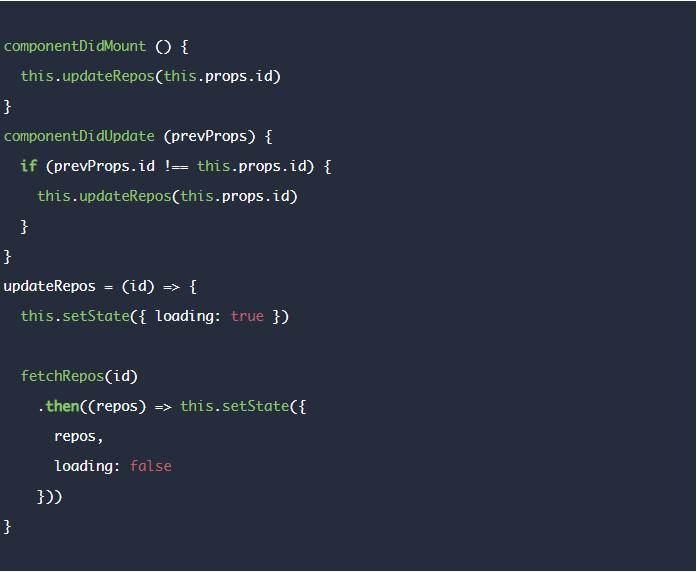 componentDidMount () {
  this.updateRepos(this.props.id)
}
componentDidUpdate (prevProps) {
  if (prevProps.id !== this.props.id) {
    this.updateRepos(this.props.id)
  }
}
updateRepos = (id) => {
  this.setState({ loading: true })

  fetchRepos(id)
    .then((repos) => this.setState({
      repos,
      loading: false
    }))
}